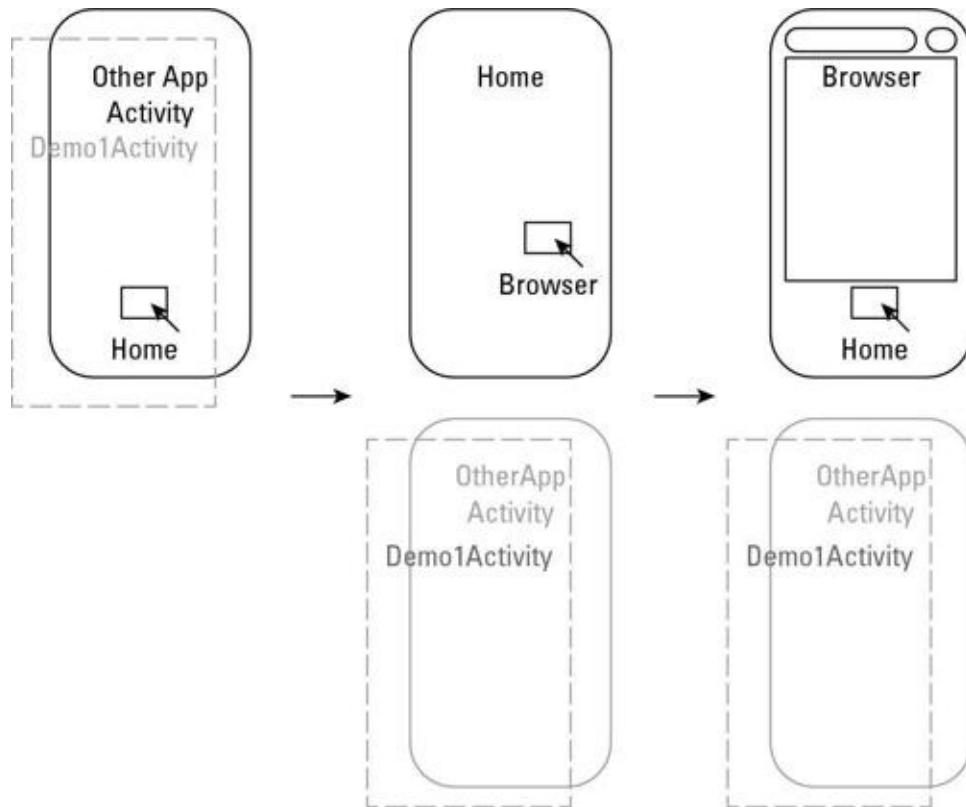 Other App
Activity
Demo1Activity
Home
Home
Browser
Browser
Home
OtherApp
Activity
Demo1Activity
OtherApp
Activity
Demo1Activity